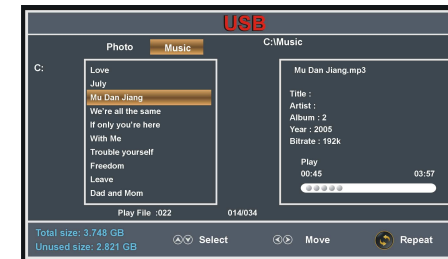 USB
Photo Music C:\Music
C:
Love
July
Mu Dan Jiang
We're all the same
If only you're here
With Me
Trouble yourself
Freedom
Leave
Dad and Mom
Mu Dan Jiang.mp3
Title :
Artist :
Album : 2
Year : 2005
Bitrate : 192k
Play
00:45 03:57
Play File :022 014/034
Total size: 3.748 GB
Unused size: 2.821 GB
Select Move Repeat